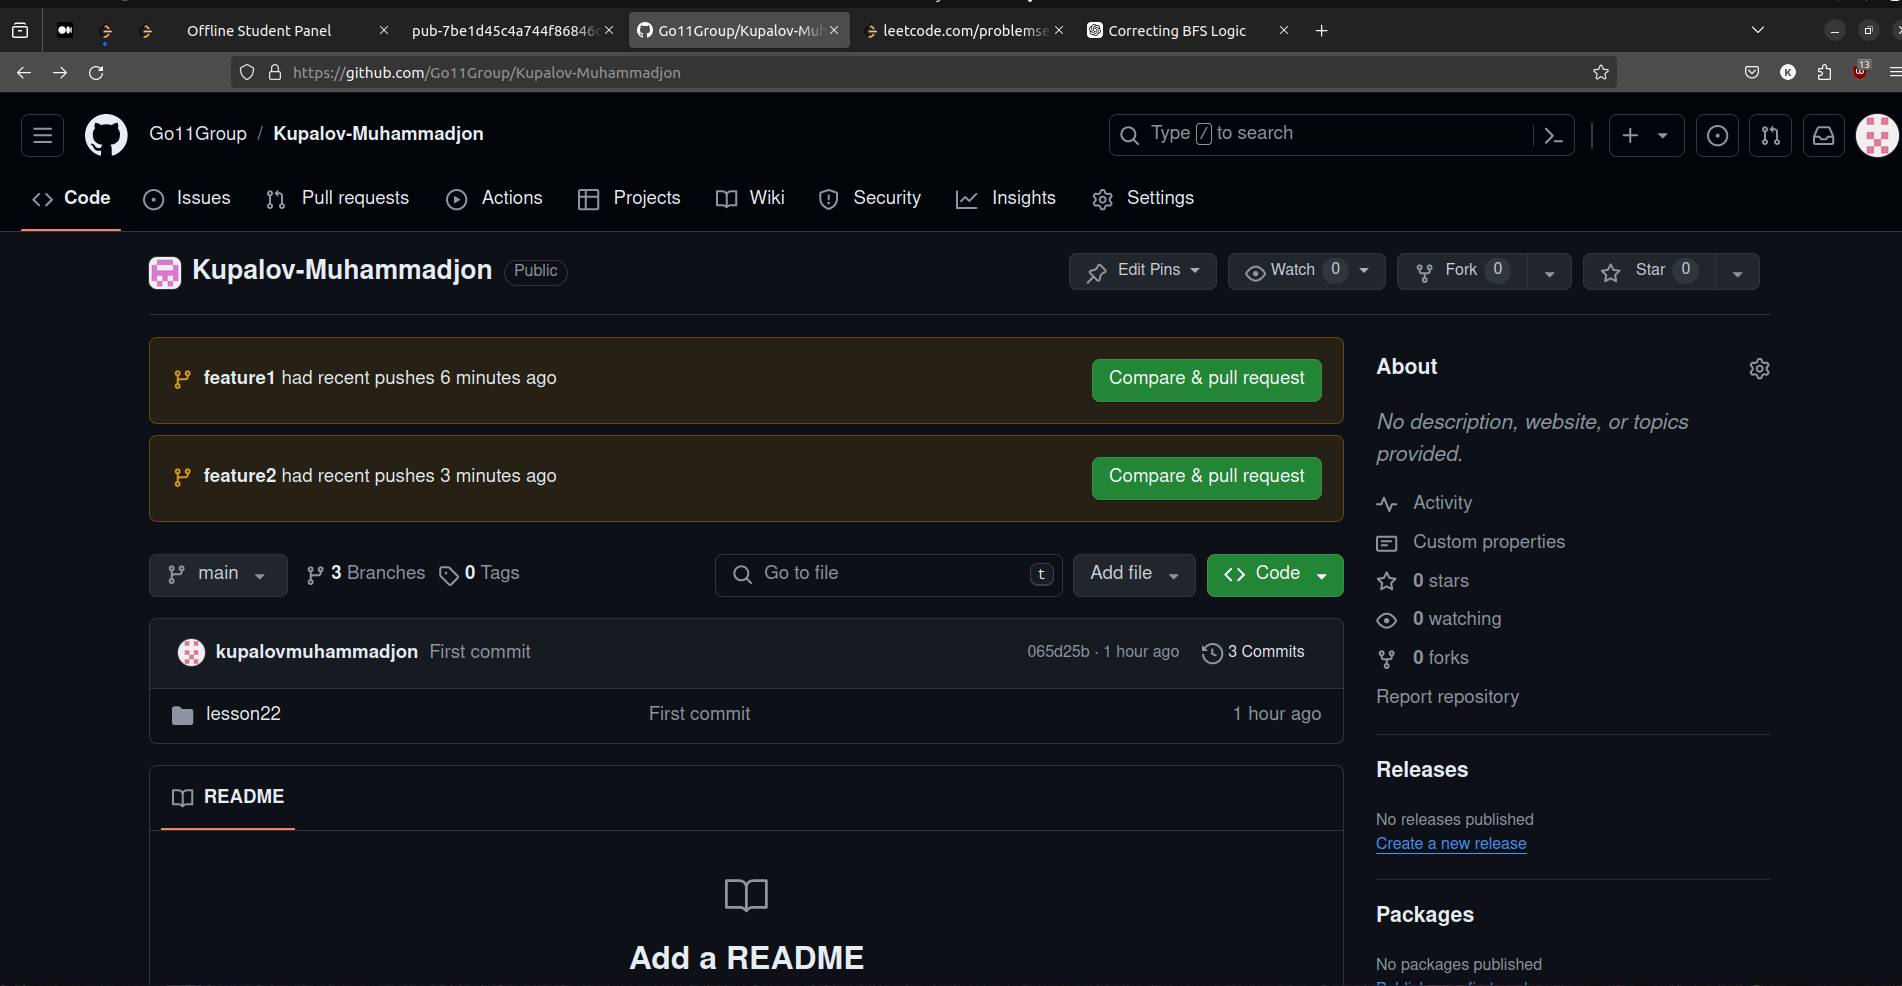 Offline Student Panel
pub-7be1d45c4a744f86846
Go11Group/Kupalov-Muh
leetcode.com/problemse
Correcting BFS Logic
https://github.com/Go11Group/Kupalov-Muhammadjon
K
13
Go11Group / Kupalov-Muhammadjon
Type / to search
Code
Issues
Pull requests
Actions
Projects
Wiki
Security
Insights
Settings
Kupalov-Muhammadjon Public
Edit Pins
Watch 0
Fork 0
Star 0
feature1 had recent pushes 6 minutes ago
Compare & pull request
feature2 had recent pushes 3 minutes ago
Compare & pull request
main
3 Branches
0 Tags
Go to file
t
Add file
Code
kupalovmuhammadjon First commit
065d25b · 1 hour ago
3 Commits
lesson22
First commit
1 hour ago
README
Add a README
About
No description, website, or topics
provided.
Activity
Custom properties
0 stars
0 watching
0 forks
Report repository
Releases
No releases published
Create a new release
Packages
No packages published